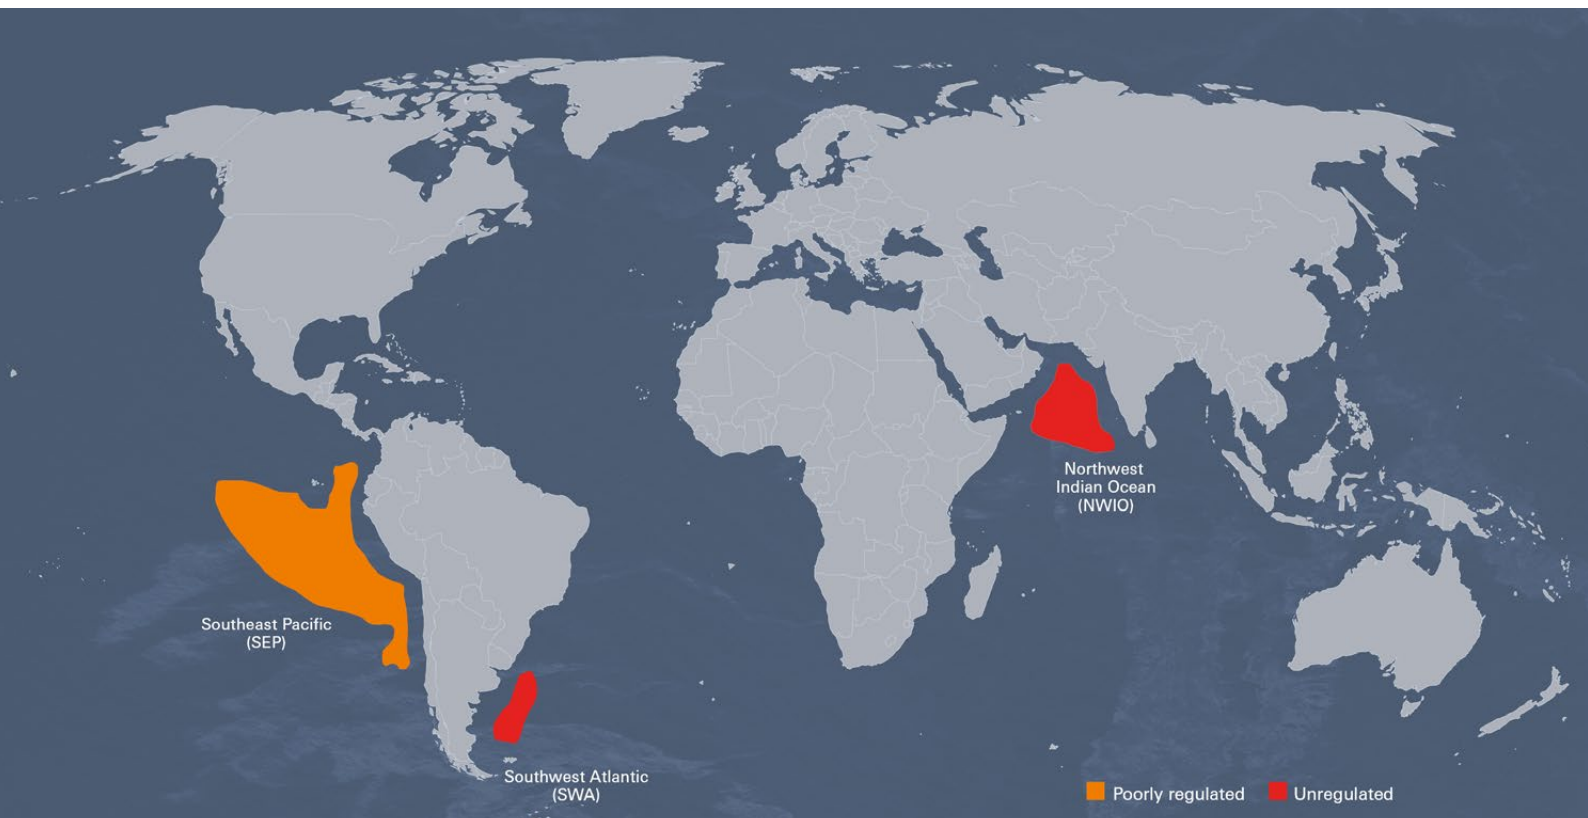 Northwest
Indian Ocean
(NWIO)
Southeast Pacific
(SEP)
Southwest Atlantic
(SWA)
Poorly regulated
Unregulated